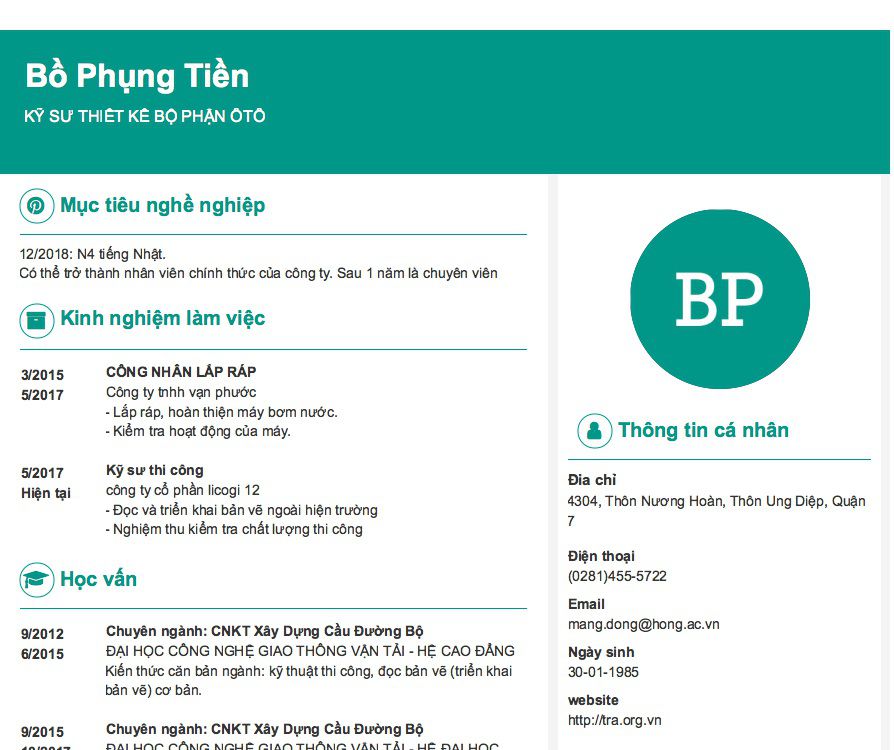 Bồ Phụng Tiền
KỸ SƯ THIẾT KẾ BỘ PHẬN ÔTÔ
Mục tiêu nghề nghiệp
12/2018: N4 tiếng Nhật.
Có thể trở thành nhân viên chính thức của công ty. Sau 1 năm là chuyên viên
Kinh nghiệm làm việc
3/2015
5/2017
CÔNG NHÂN LẮP RÁP
Công ty tnhh vạn phước
- Lắp ráp, hoàn thiện máy bơm nước.
- Kiểm tra hoạt động của máy.
5/2017
Hiện tại
Kỹ sư thi công
công ty cổ phần licogi 12
- Đọc và triển khai bản vẽ ngoài hiện trường
- Nghiệm thu kiểm tra chất lượng thi công
Học vấn
9/2012
6/2015
Chuyên ngành: CNKT Xây Dựng Cầu Đường Bộ
ĐẠI HỌC CÔNG NGHỆ GIAO THÔNG VẬN TẢI - HỆ CAO ĐẲNG
Kiến thức căn bản ngành: kỹ thuật thi công, đọc bản vẽ (triển khai
bản vẽ) cơ bản.
9/2015
10/2017
Chuyên ngành: CNKT Xây Dựng Cầu Đường Bộ
ĐẠI HỌC CÔNG NGHỆ GIAO THÔNG VẬN TẢI - HỆ ĐẠI HỌC
BP
Thông tin cá nhân
Đia chỉ
4304, Thôn Nương Hoàn, Thôn Ung Diệp, Quận
7
Điện thoại
(0281)455-5722
Email
mang.dong@hong.ac.vn
Ngày sinh
30-01-1985
website
http://tra.org.vn